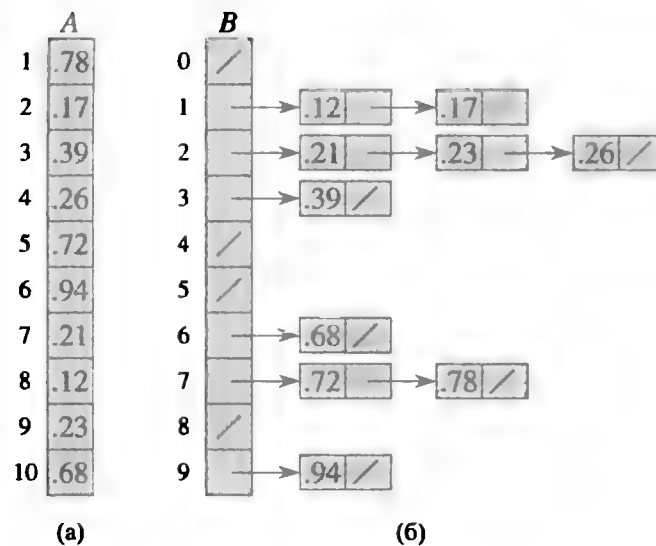 A B
1 .78 0 /
2 .17 1 .12 .17
3 .39 2 .21 .23 .26 /
4 .26 3 .39 /
5 .72 4 /
6 .94 5 /
7 .21 6 .68 /
8 .12 7 .72 .78 /
9 .23 8 /
10 .68 9 .94 /
(а) (б)